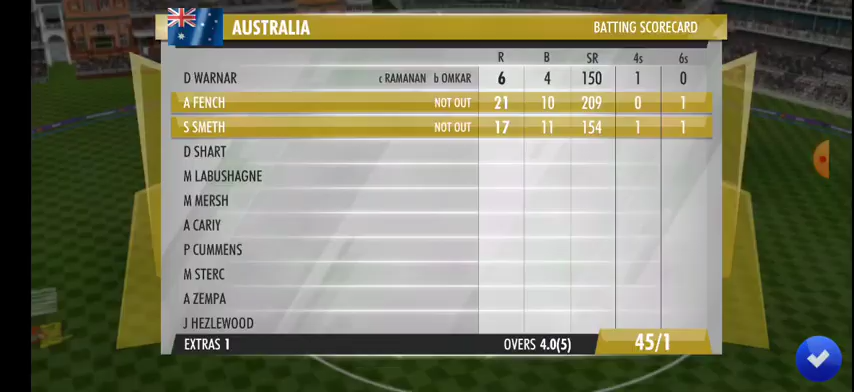 AUSTRALIA BATTING SCORECARD
R B SR 4s 6s
D WARNAR c RAMANAN b OMKAR 6 4 150 1 0
A FENCH NOT OUT 21 10 209 0 1
S SMETH NOT OUT 17 11 154 1 1
D SHART
M LABUSHAGNE
M MERSH
A CARIY
P CUMMENS
M STERC
A ZEMPA
J HEZLEWOOD
EXTRAS 1 OVERS 4.0(5) 45/1